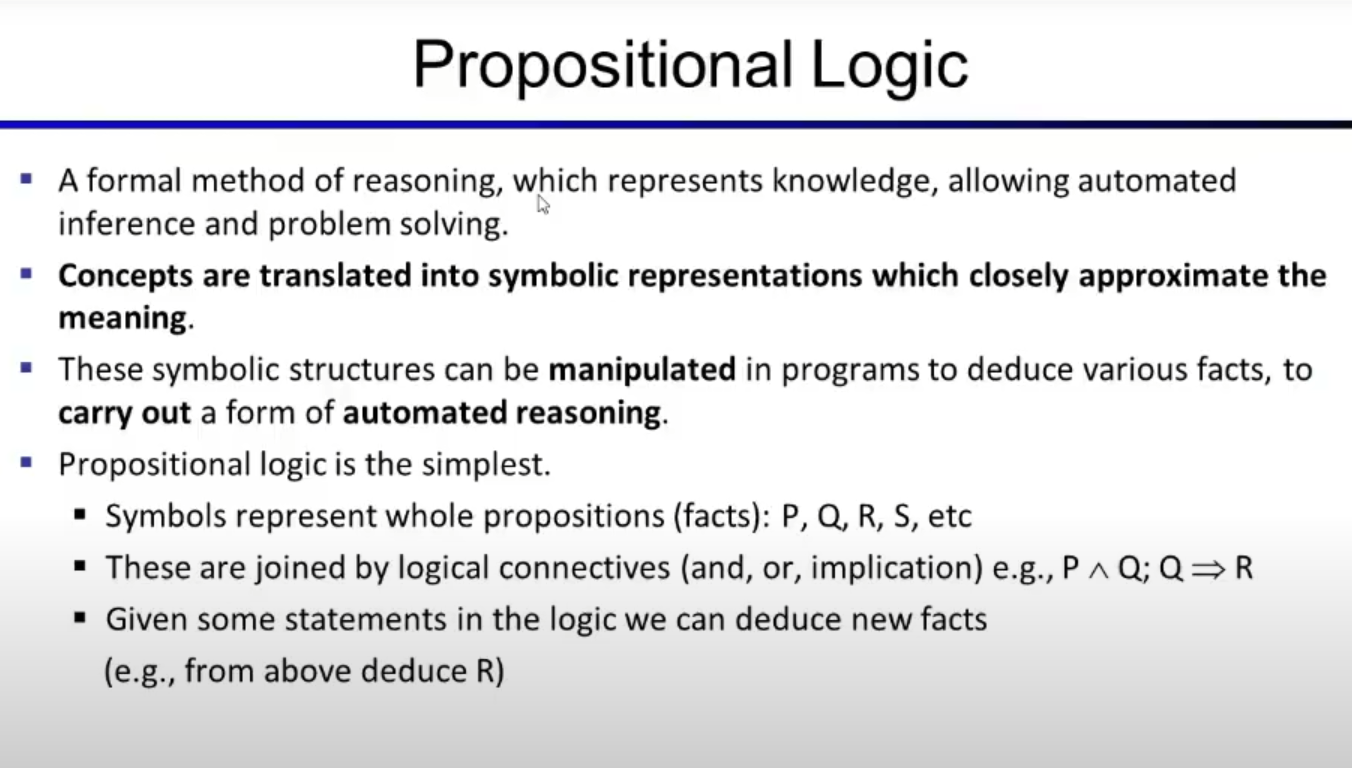 Propositional Logic
▪ A formal method of reasoning, which represents knowledge, allowing automated
inference and problem solving.
▪ Concepts are translated into symbolic representations which closely approximate the
meaning.
▪ These symbolic structures can be manipulated in programs to deduce various facts, to
carry out a form of automated reasoning.
▪ Propositional logic is the simplest.
▪ Symbols represent whole propositions (facts): P, Q, R, S, etc
▪ These are joined by logical connectives (and, or, implication) e.g., P ∧ Q; Q ⇒ R
▪ Given some statements in the logic we can deduce new facts
(e.g., from above deduce R)